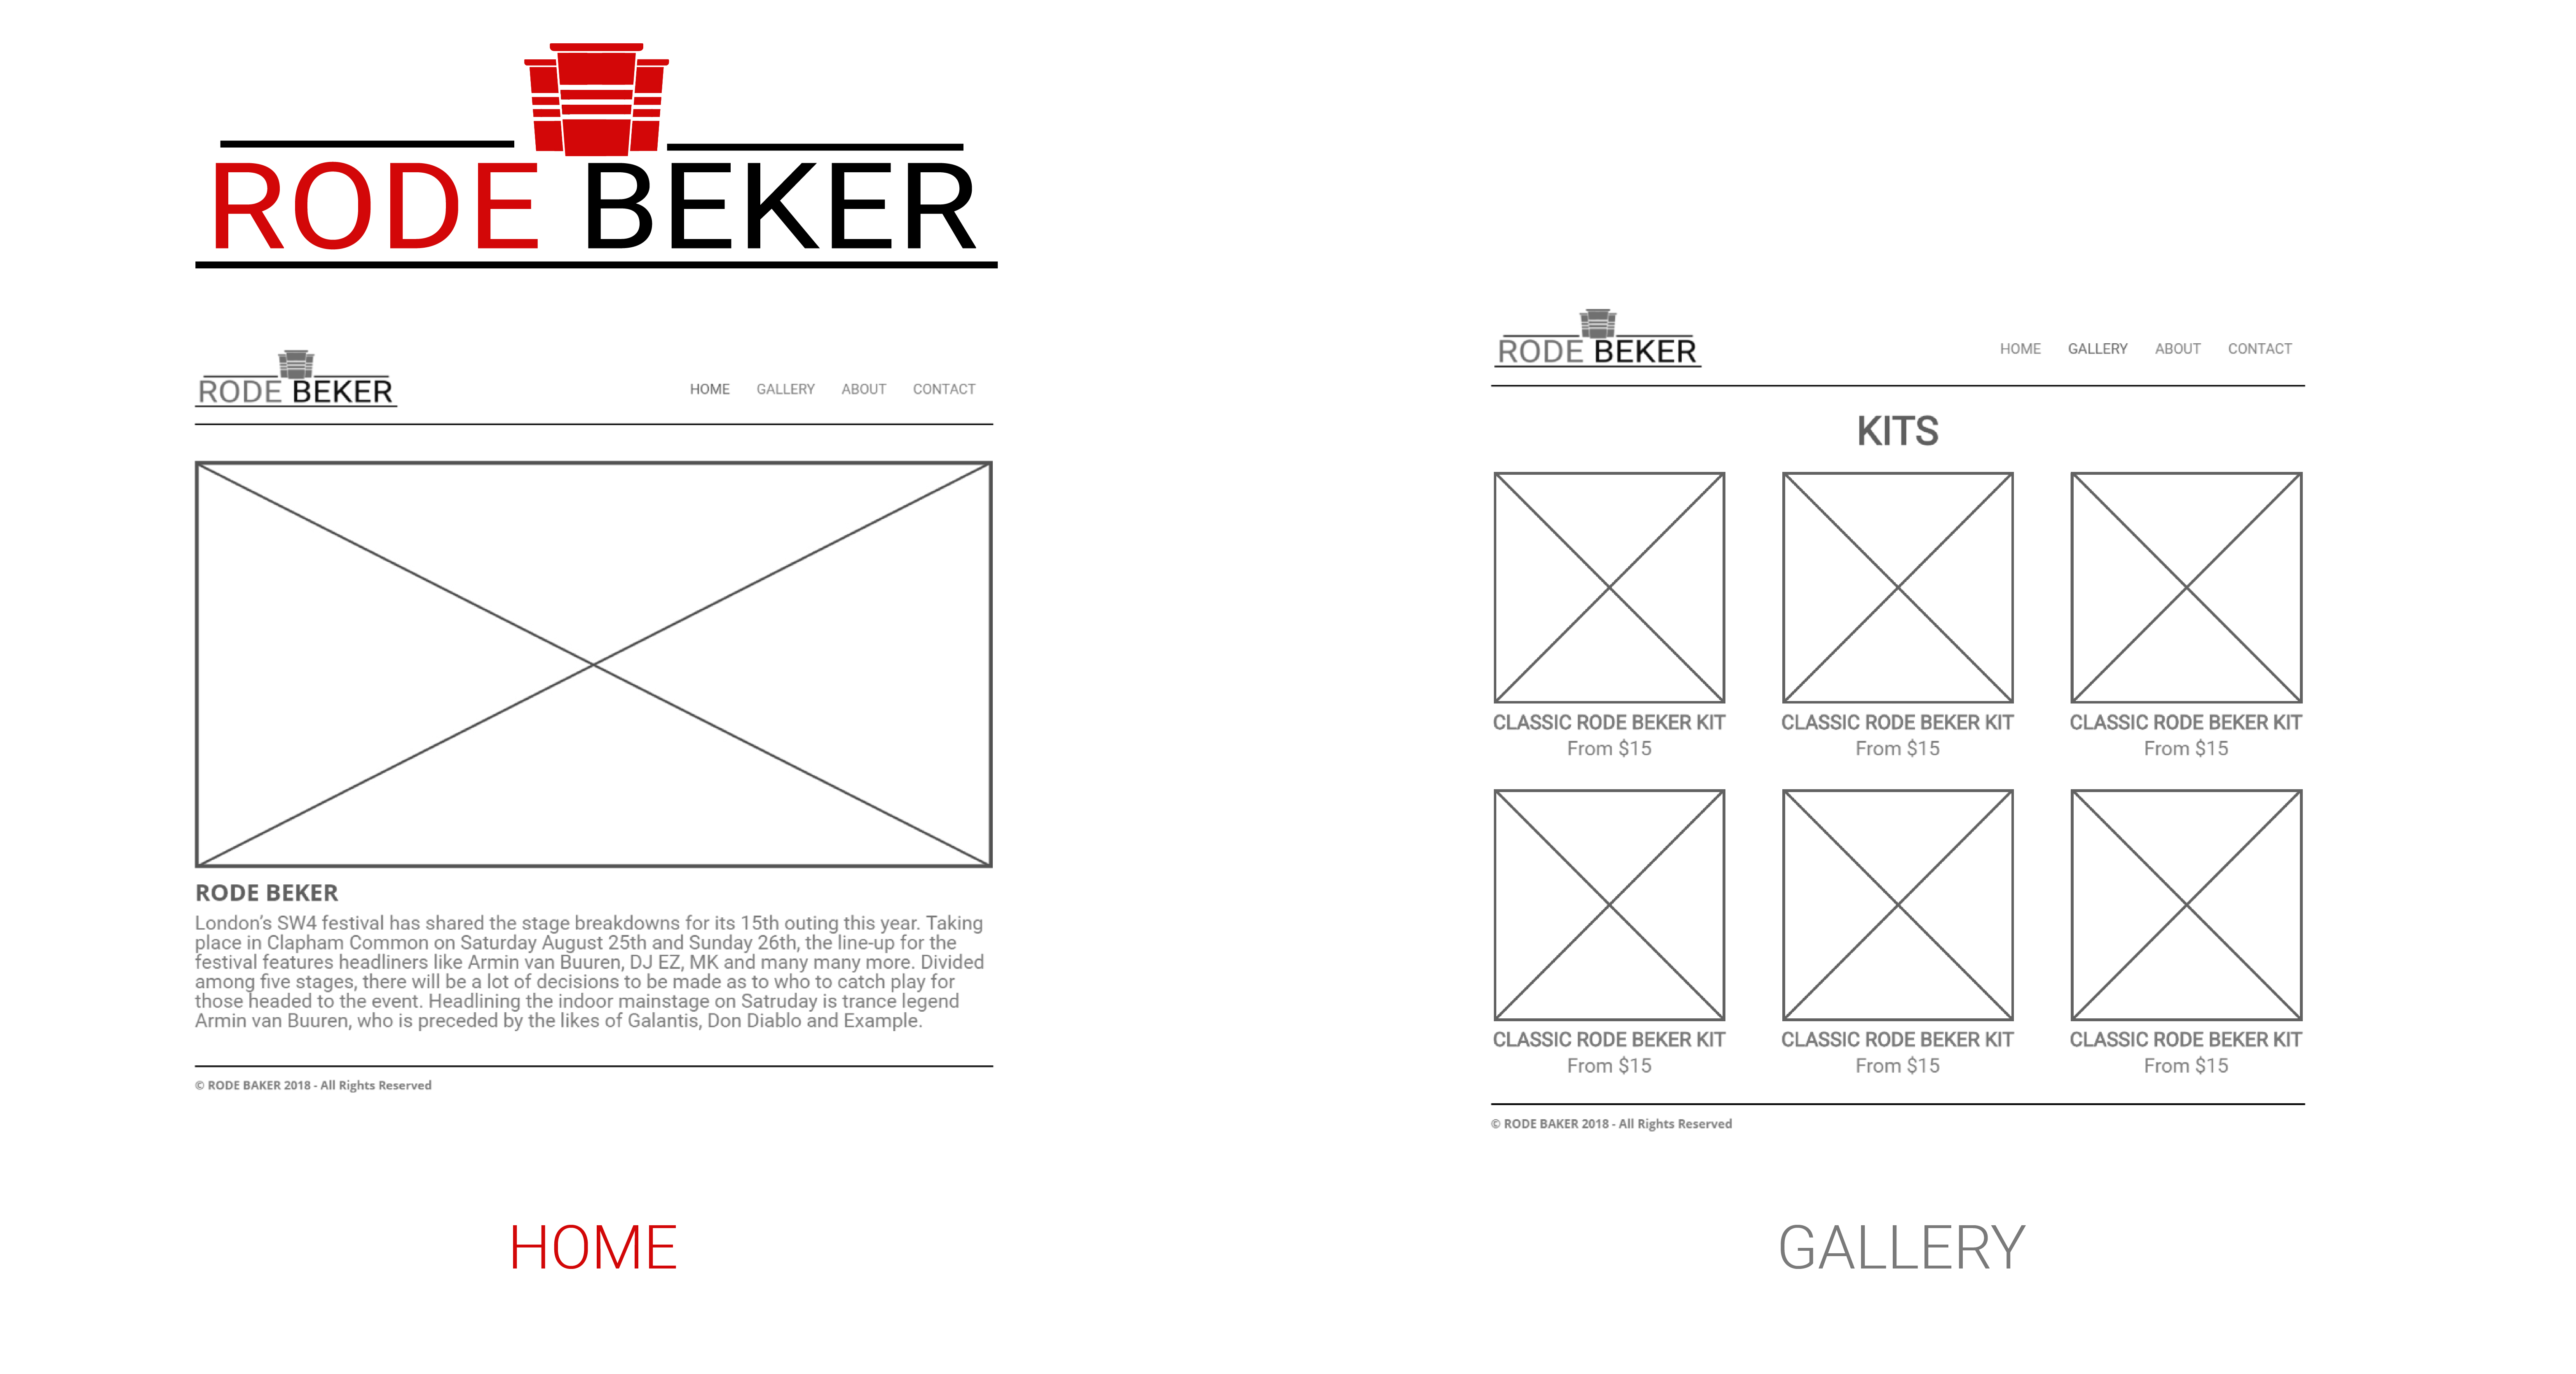 RODE BEKER
RODE BEKER
HOME GALLERY ABOUT CONTACT
RODE BEKER
London’s SW4 festival has shared the stage breakdowns for its 15th outing this year. Taking
place in Clapham Common on Saturday August 25th and Sunday 26th, the line-up for the
festival features headliners like Armin van Buuren, DJ EZ, MK and many many more. Divided
among five stages, there will be a lot of decisions to be made as to who to catch play for
those headed to the event. Headlining the indoor mainstage on Satruday is trance legend
Armin van Buuren, who is preceded by the likes of Galantis, Don Diablo and Example.
© RODE BAKER 2018 - All Rights Reserved
HOME
RODE BEKER
HOME GALLERY ABOUT CONTACT
KITS
CLASSIC RODE BEKER KIT CLASSIC RODE BEKER KIT CLASSIC RODE BEKER KIT
From $15 From $15 From $15
CLASSIC RODE BEKER KIT CLASSIC RODE BEKER KIT CLASSIC RODE BEKER KIT
From $15 From $15 From $15
© RODE BAKER 2018 - All Rights Reserved
GALLERY